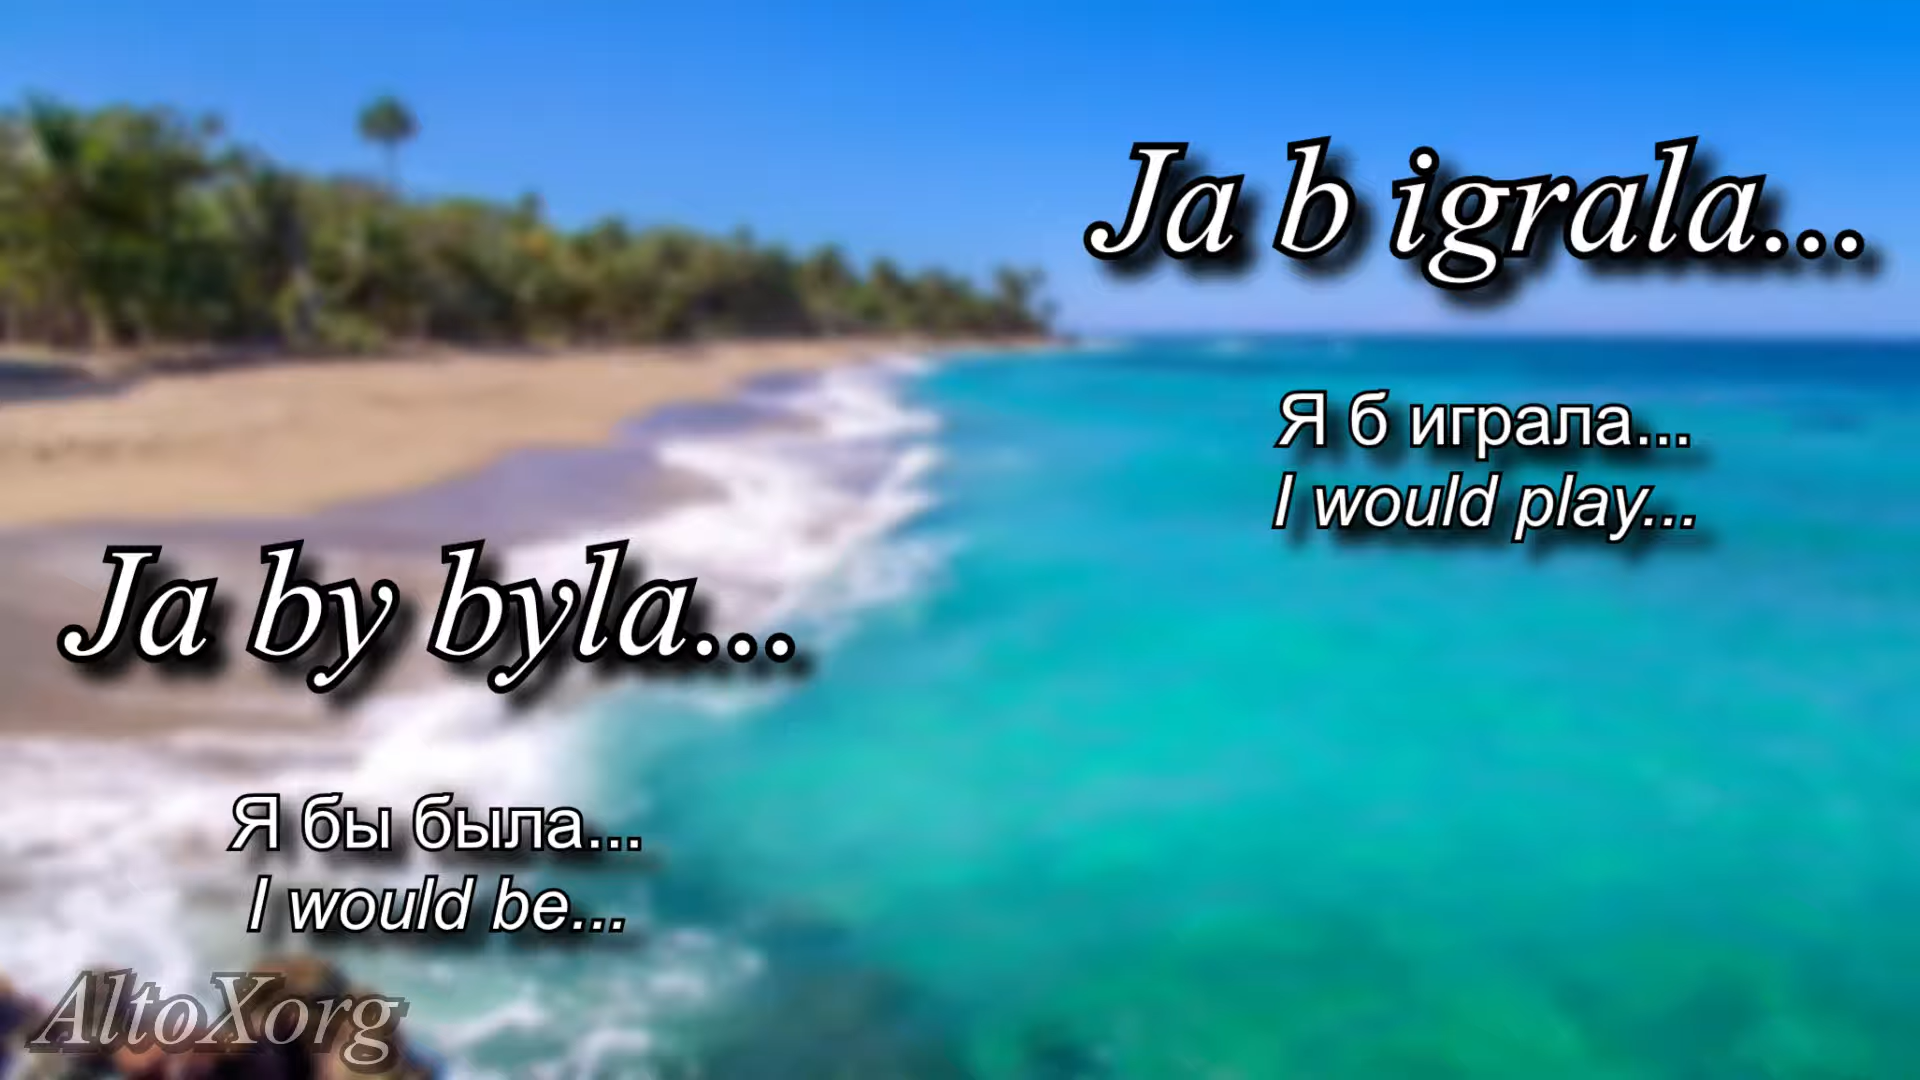 Ja b igrala...
Я б играла...
I would play...
Ja by byla...
Я бы была...
I would be...
AltoXorg